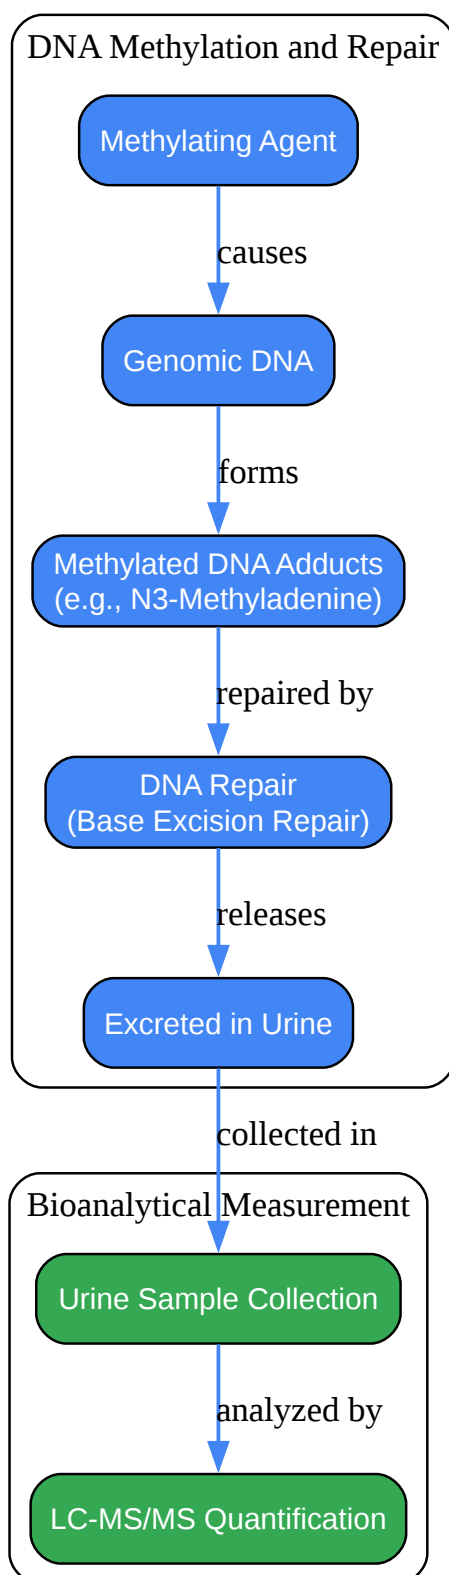 DNA Methylation and Repair
Methylating Agent
causes
Genomic DNA
forms
Methylated DNA Adducts
(e.g., N3-Methyladenine)
repaired by
DNA Repair
(Base Excision Repair)
releases
Excreted in Urine
collected in
Bioanalytical Measurement
Urine Sample Collection
analyzed by
LC-MS/MS Quantification